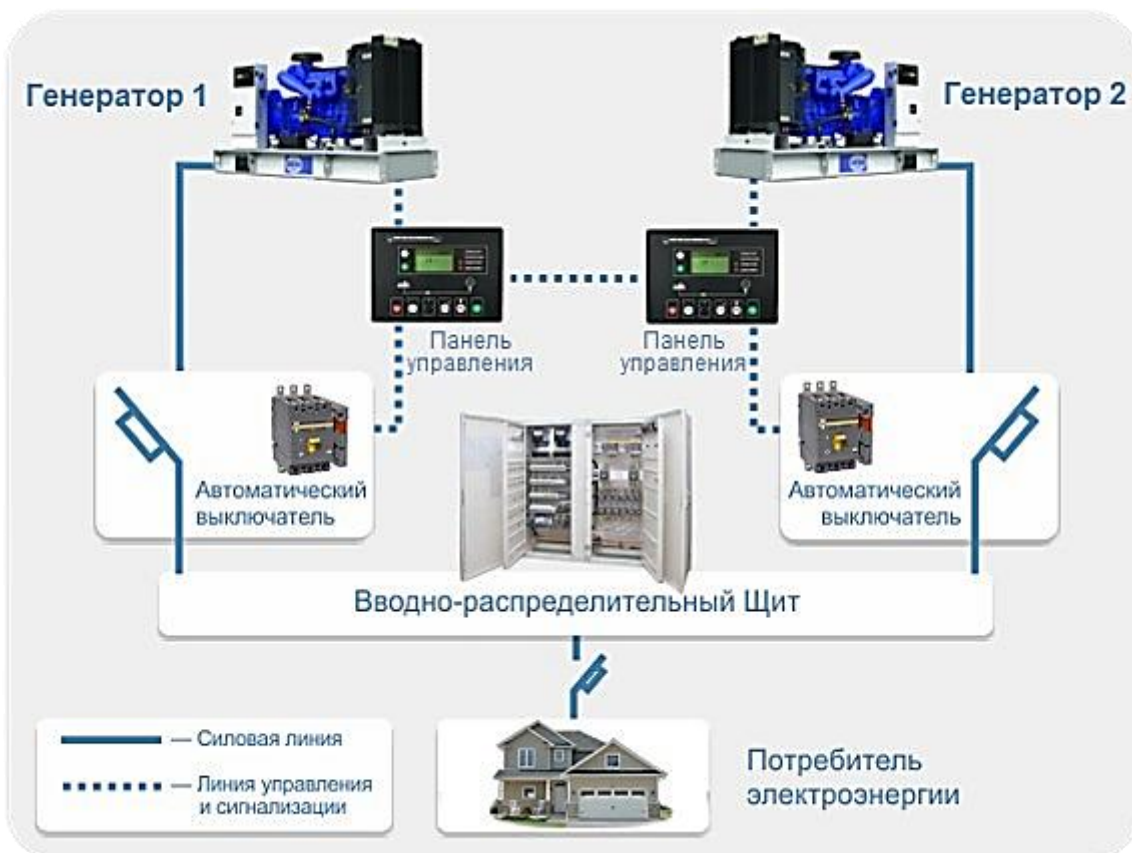 Генератор 1
Генератор 2
Панель
управления
Панель
управления
Автоматический
выключатель
Автоматический
выключатель
Вводно-распределительный Щит
— Силовая линия
— Линия управления
и сигнализации
Потребитель
электроэнергии